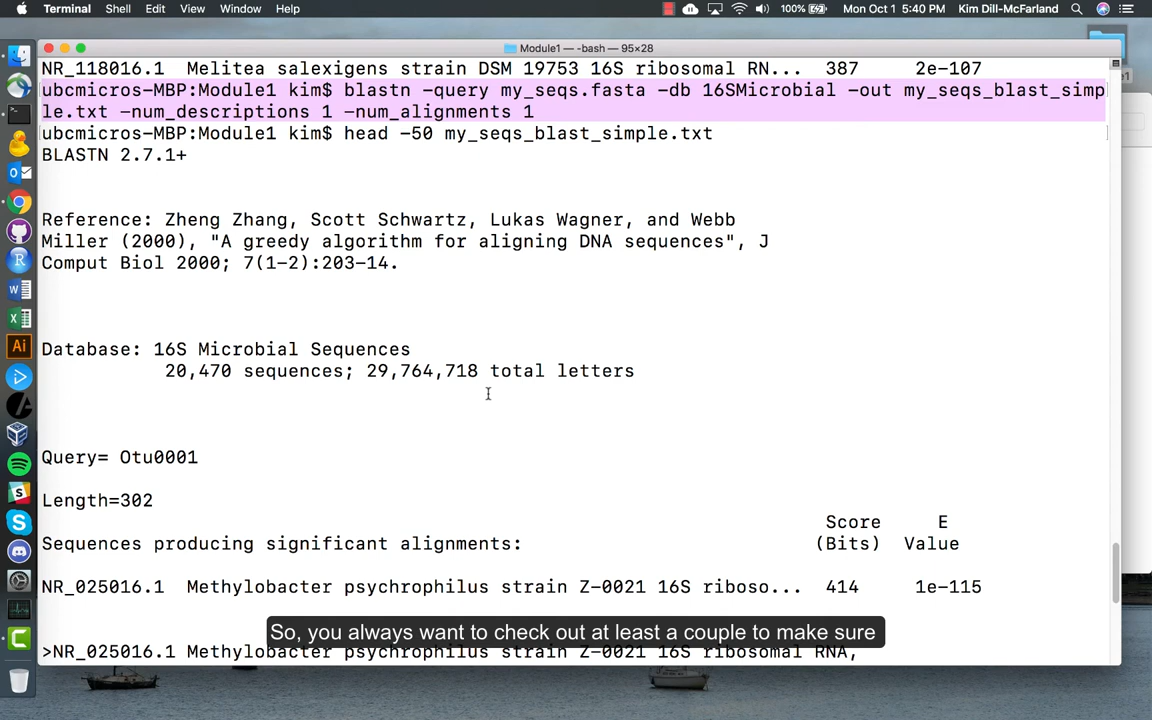 Terminal Shell Edit View Window Help 100% Mon Oct 1 5:40 PM Kim Dill-McFarland
Module1 — -bash — 95×28
NR_118016.1 Melitea salexigens strain DSM 19753 16S ribosomal RN... 387 2e-107
ubcmicros-MBP:Module1 kim$ blastn -query my_seqs.fasta -db 16SMicrobial -out my_seqs_blast_simp
le.txt -num_descriptions 1 -num_alignments 1
ubcmicros-MBP:Module1 kim$ head -50 my_seqs_blast_simple.txt
BLASTN 2.7.1+
Reference: Zheng Zhang, Scott Schwartz, Lukas Wagner, and Webb
Miller (2000), "A greedy algorithm for aligning DNA sequences", J
Comput Biol 2000; 7(1-2):203-14.
Database: 16S Microbial Sequences
20,470 sequences; 29,764,718 total letters
Query= Otu0001
Length=302
Score E
Sequences producing significant alignments: (Bits) Value
NR_025016.1 Methylobacter psychrophilus strain Z-0021 16S riboso... 414 1e-115
So, you always want to check out at least a couple to make sure
>NR_025016.1 Methylobacter psychrophilus strain Z-0021 16S ribosomal RNA,